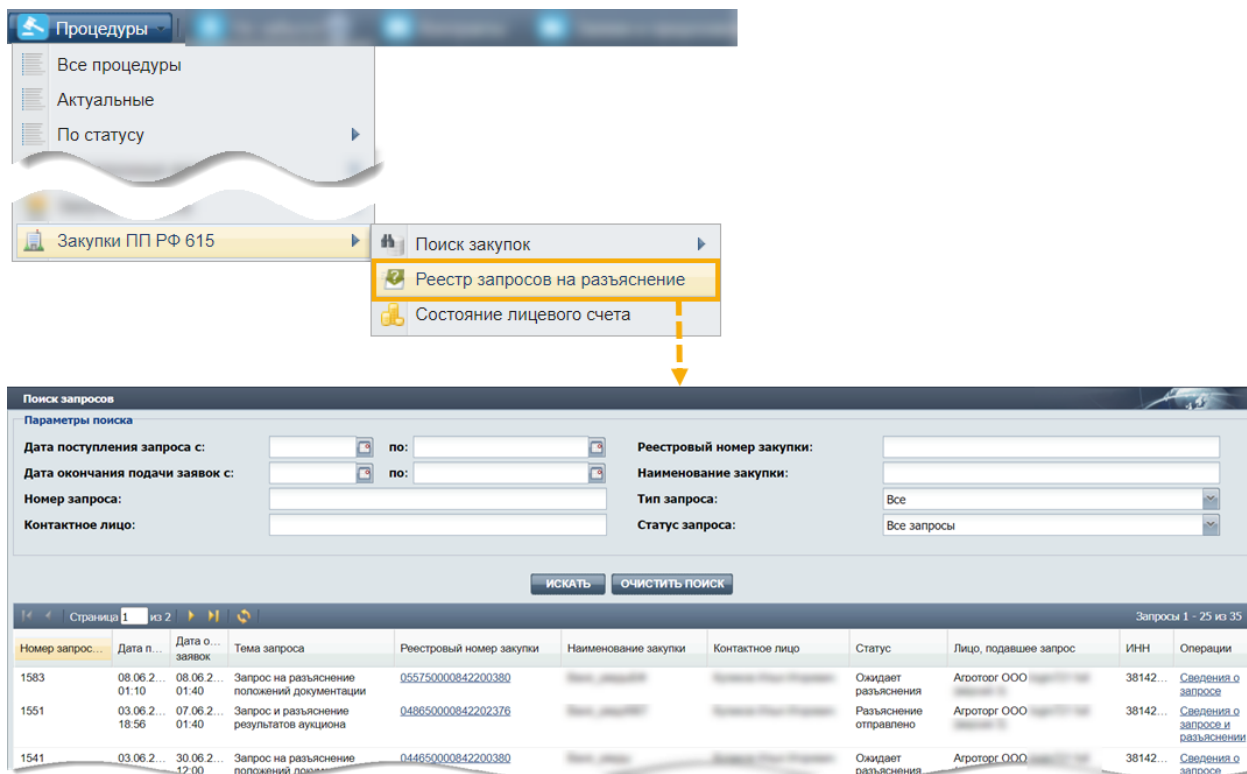 Процедуры
Все процедуры
Актуальные
По статусу
Закупки ПП РФ 615
Поиск закупок
Реестр запросов на разъяснение
Состояние лицевого счета
Поиск запросов
Параметры поиска
Дата поступления запроса с: по: Реестровый номер закупки:
Дата окончания подачи заявок с: по: Наименование закупки:
Номер запроса: Тип запроса: Все
Контактное лицо: Статус запроса: Все запросы
ИСКАТЬ ОЧИСТИТЬ ПОИСК
Страница 1 из 2 Запросы 1 - 25 из 35
Номер запрос... Дата п... Дата о... заявок Тема запроса Реестровый номер закупки Наименование закупки Контактное лицо Статус Лицо, подавшее запрос ИНН Операции
1583 08.06.2... 08.06.2... Запрос на разъяснение 055750000842200380 Ожидает Агроторг ООО 38142... Сведения о
01:10 01:40 положений документации разъяснения запросе
1551 03.06.2... 07.06.2... Запрос и разъяснение 048650000842202376 Разъяснение Агроторг ООО 38142... Сведения о
18:56 01:40 результатов аукциона отправлено запросе и
разъяснении
1541 03.06.2... 30.06.2... Запрос на разъяснение 044650000842200380 Ожидает Агроторг ООО 38142... Сведения о
12:00 положений разъяснения запросе